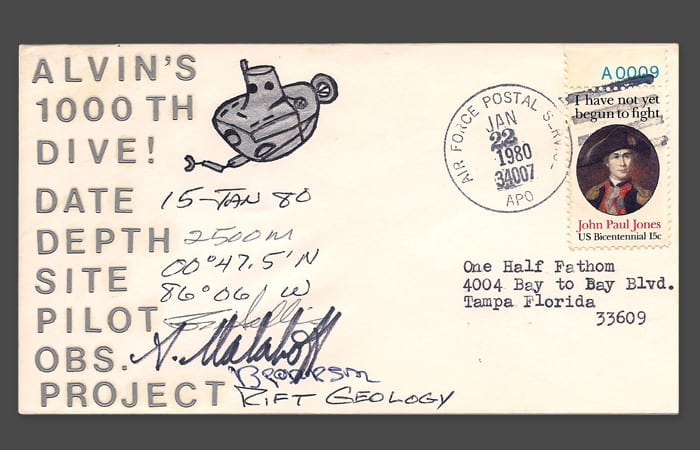 ALVIN'S
1000 TH
DIVE!
DATE 15-JAN 80
DEPTH 2500m
SITE 00°47.5'N
86°06' W
PILOT
OBS. A. Malahoff
PROJECT RIFT GEOLOGY
AIR FORCE POSTAL SERVICE
JAN
22
1980
34007
APO
A0009
I have not yet
begun to fight
John Paul Jones
US Bicentennial 15c
One Half Fathom
4004 Bay to Bay Blvd.
Tampa Florida
33609